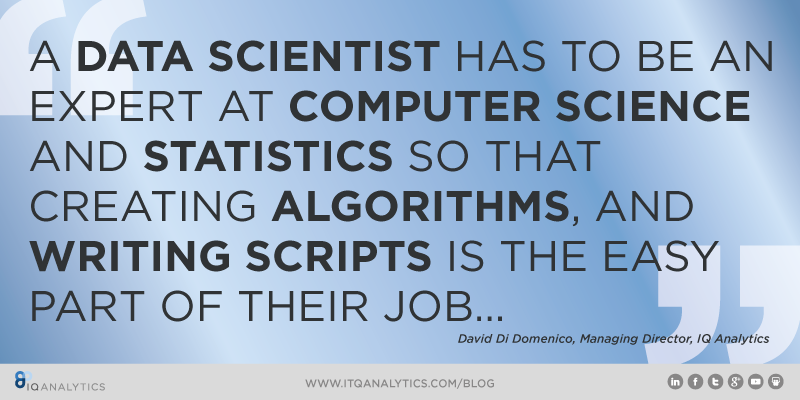 A DATA SCIENTIST HAS TO BE AN
EXPERT AT COMPUTER SCIENCE
AND STATISTICS SO THAT
CREATING ALGORITHMS, AND
WRITING SCRIPTS IS THE EASY
PART OF THEIR JOB...
David Di Domenico, Managing Director, IQ Analytics
IQ ANALYTICS
WWW.ITQANALYTICS.COM/BLOG